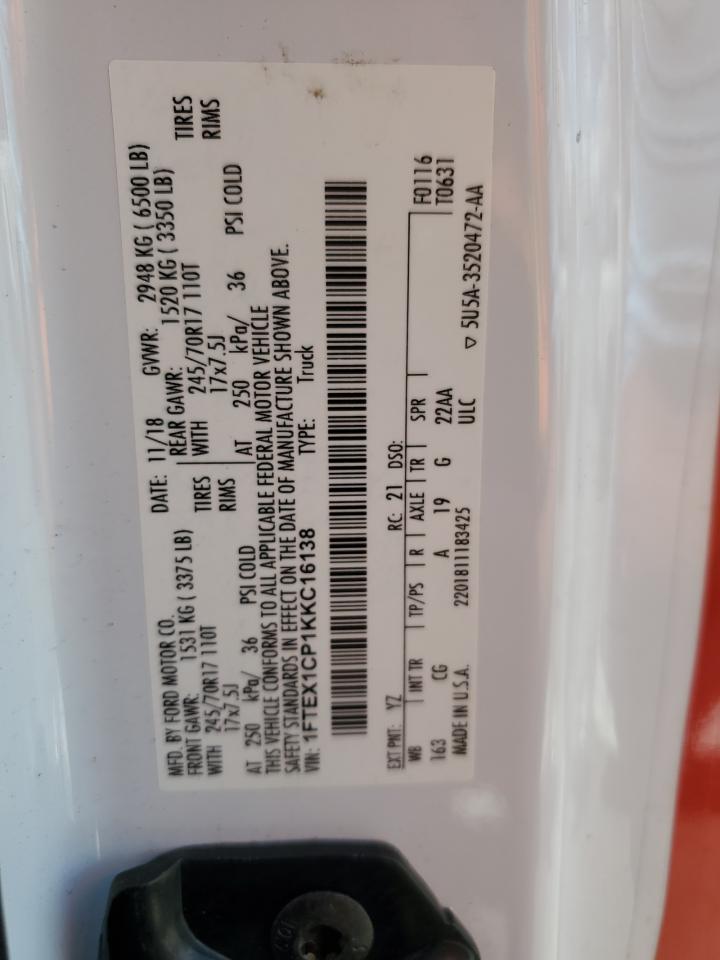 MFD. BY FORD MOTOR CO.
DATE: 11/18 GVWR: 2948 KG ( 6500 LB)
FRONT GAWR: 1531 KG ( 3375 LB) REAR GAWR: 1520 KG ( 3350 LB)
WITH 245/70R17 110T TIRES WITH 245/70R17 110T TIRES
17x7.5J RIMS 17x7.5J RIMS
AT 250 kPa/ 36 PSI COLD AT 250 kPa/ 36 PSI COLD
THIS VEHICLE CONFORMS TO ALL APPLICABLE FEDERAL MOTOR VEHICLE
SAFETY STANDARDS IN EFFECT ON THE DATE OF MANUFACTURE SHOWN ABOVE.
VIN: 1FTEX1CP1KKC16138 TYPE: Truck
EXT PNT: YZ RC: 21 DSO: F0116
WB INT TR TP/PS R AXLE TR SPR T0631
163 CG A 19 G 22AA
MADE IN U.S.A. 2201811183425 ULC ▽ 5U5A-3520472-AA